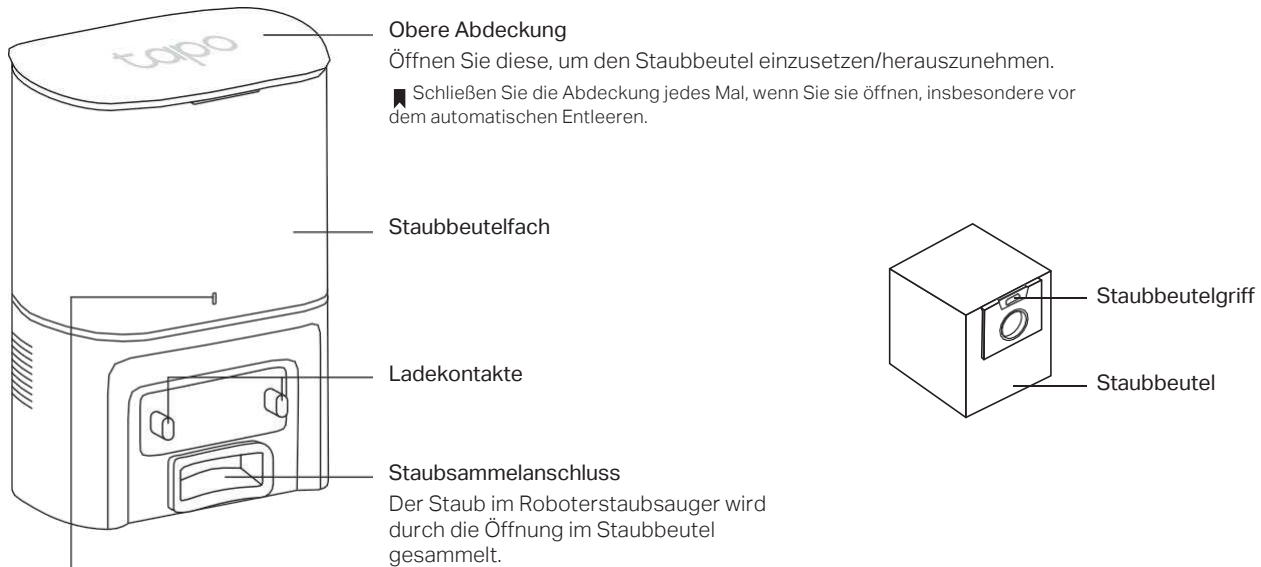 tapo
Obere Abdeckung
Öffnen Sie diese, um den Staubbeutel einzusetzen/herauszunehmen.
Schließen Sie die Abdeckung jedes Mal, wenn Sie sie öffnen, insbesondere vor
dem automatischen Entleeren.
Staubbeutelfach
Ladekontakte
Staubsammelanschluss
Der Staub im Roboterstaubsauger wird
durch die Öffnung im Staubbeutel
gesammelt.
Staubbeutelgriff
Staubbeutel